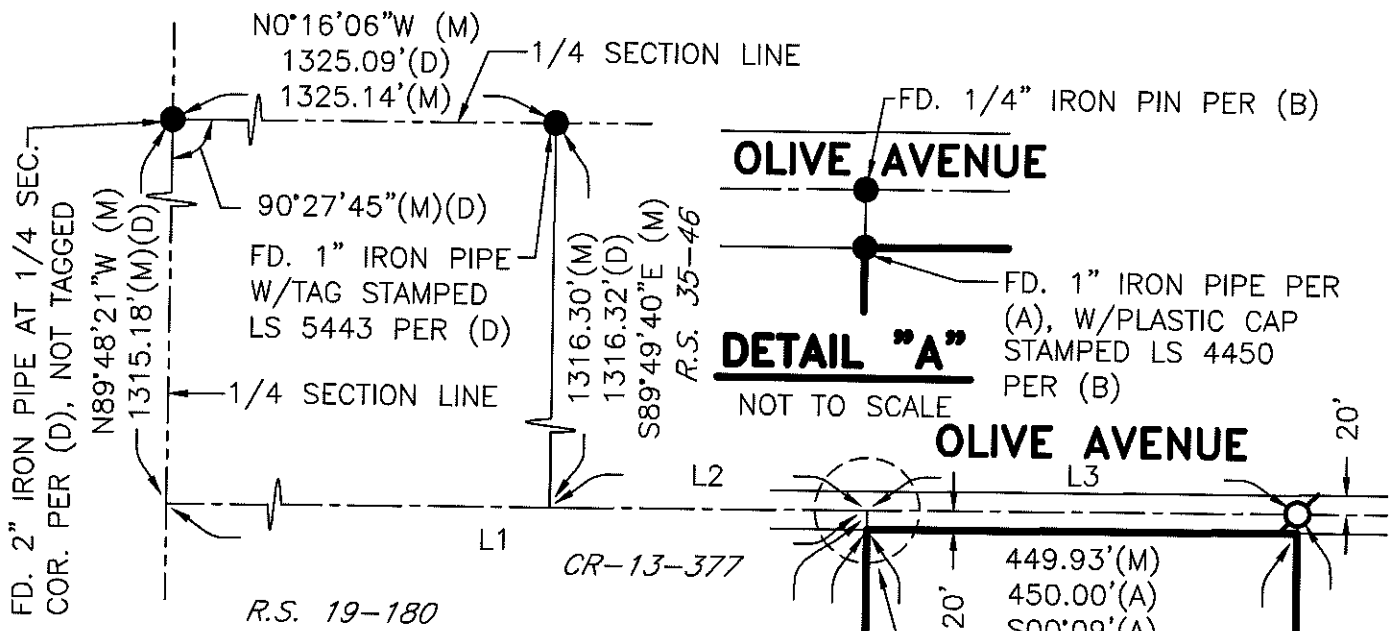 N0°16'06"W (M)
1325.09'(D)
1325.14'(M)
1/4 SECTION LINE
FD. 2" IRON PIPE AT 1/4 SEC.
COR. PER (D), NOT TAGGED
N89°48'21"W (M)
1315.18'(M)(D)
90°27'45"(M)(D)
FD. 1" IRON PIPE
W/TAG STAMPED
LS 5443 PER (D)
1/4 SECTION LINE
1316.30'(M)
1316.32'(D)
S89°49'40"E (M)
R.S. 35-46
FD. 1/4" IRON PIN PER (B)
OLIVE AVENUE
FD. 1" IRON PIPE PER
(A), W/PLASTIC CAP
STAMPED LS 4450
PER (B)
DETAIL "A"
NOT TO SCALE
OLIVE AVENUE
20'
L2
L3
L1
CR-13-377
R.S. 19-180
20'
449.93'(M)
450.00'(A)
S00°09'(A)